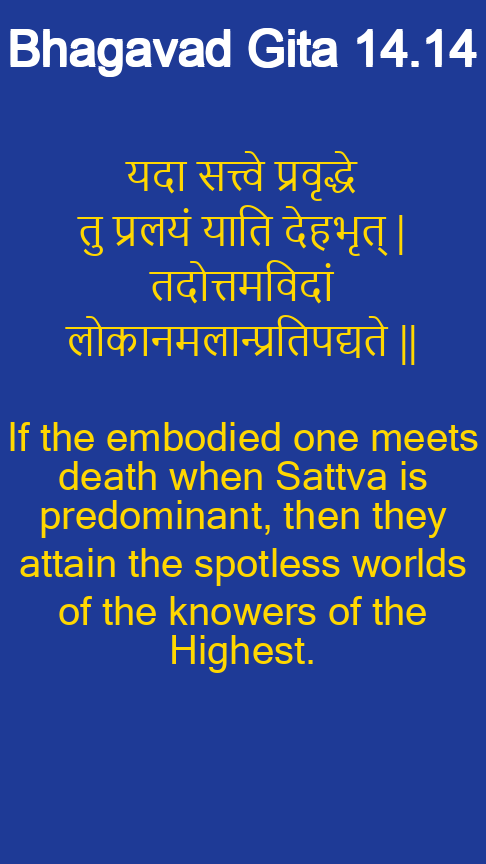 Bhagavad Gita 14.14
यदा सत्त्वे प्रवृद्धे
तु प्रलयं याति देहभृत् |
तदोत्तमविदां
लोकानमलान्प्रतिपद्यते ||
If the embodied one meets
death when Sattva is
predominant, then they
attain the spotless worlds
of the knowers of the
Highest.